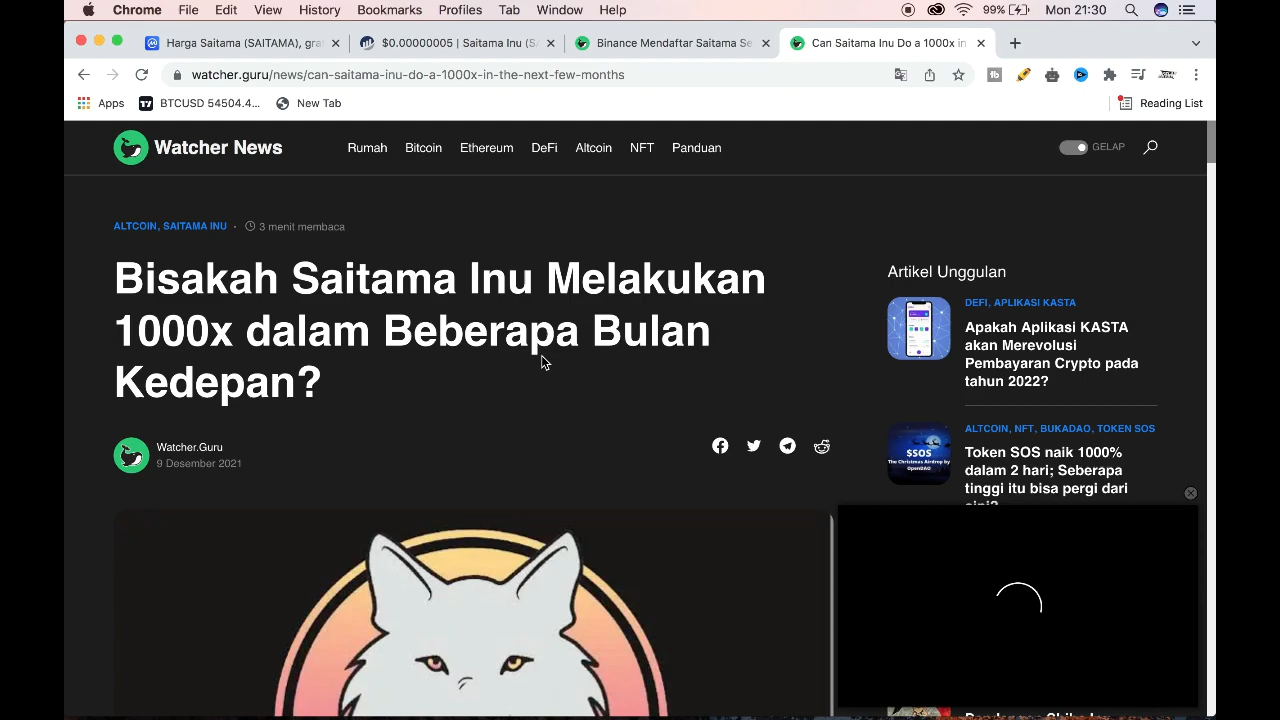 Chrome File Edit View History Bookmarks Profiles Tab Window Help 99% Mon 21:30
Harga Saitama (SAITAMA), gra $0.00000005 | Saitama Inu (S Binance Mendaftar Saitama Se Can Saitama Inu Do a 1000x in
watcher.guru/news/can-saitama-inu-do-a-1000x-in-the-next-few-months
Apps BTCUSD 54504.4... New Tab Reading List
Watcher News Rumah Bitcoin Ethereum DeFi Altcoin NFT Panduan GELAP
ALTCOIN, SAITAMA INU · 3 menit membaca
Bisakah Saitama Inu Melakukan
1000x dalam Beberapa Bulan
Kedepan?
Watcher.Guru
9 Desember 2021
Artikel Unggulan
DEFI, APLIKASI KASTA
Apakah Aplikasi KASTA
akan Merevolusi
Pembayaran Crypto pada
tahun 2022?
$SOS
The Christmas Airdrop by
OpenDAO
ALTCOIN, NFT, BUKADAO, TOKEN SOS
Token SOS naik 1000%
dalam 2 hari; Seberapa
tinggi itu bisa pergi dari